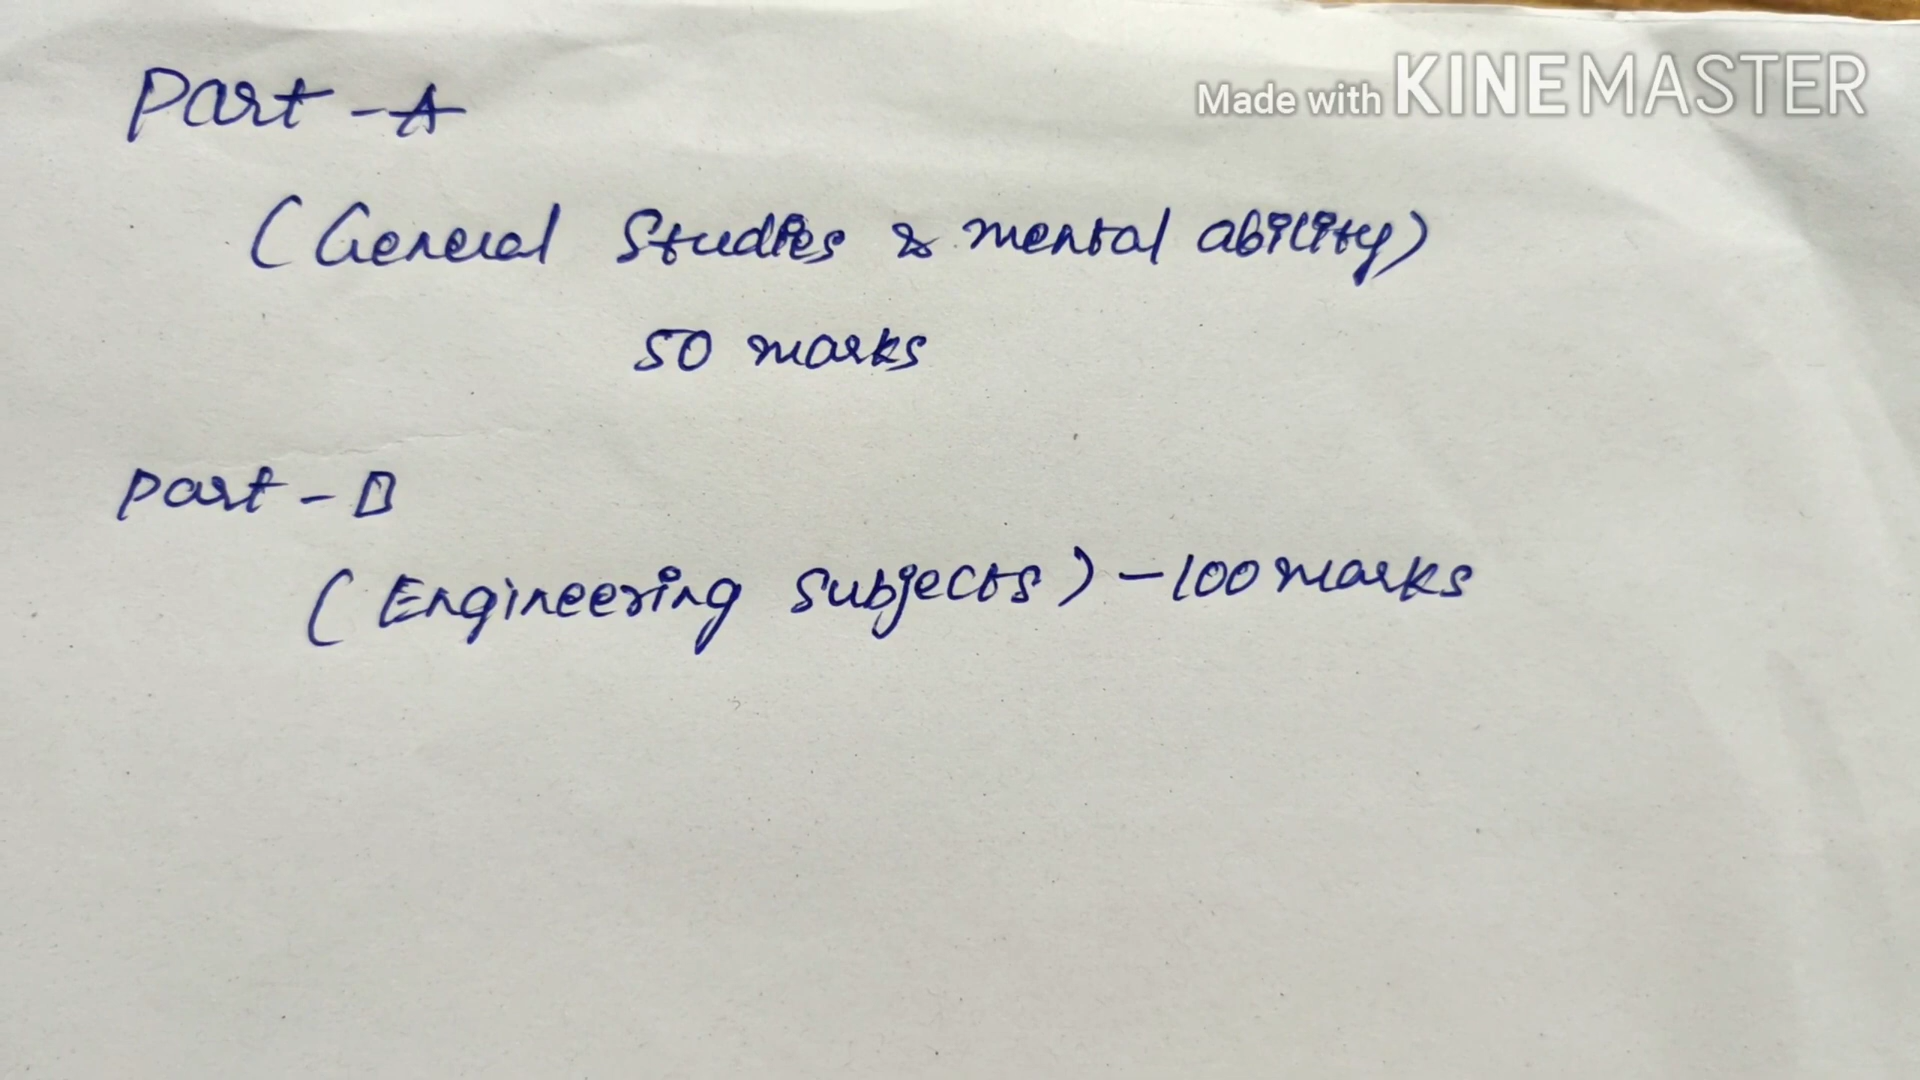 Made with KINEMASTER
Part - A
(General Studies & mental ability)
50 marks
Part - B
(Engineering Subjects) - 100 marks